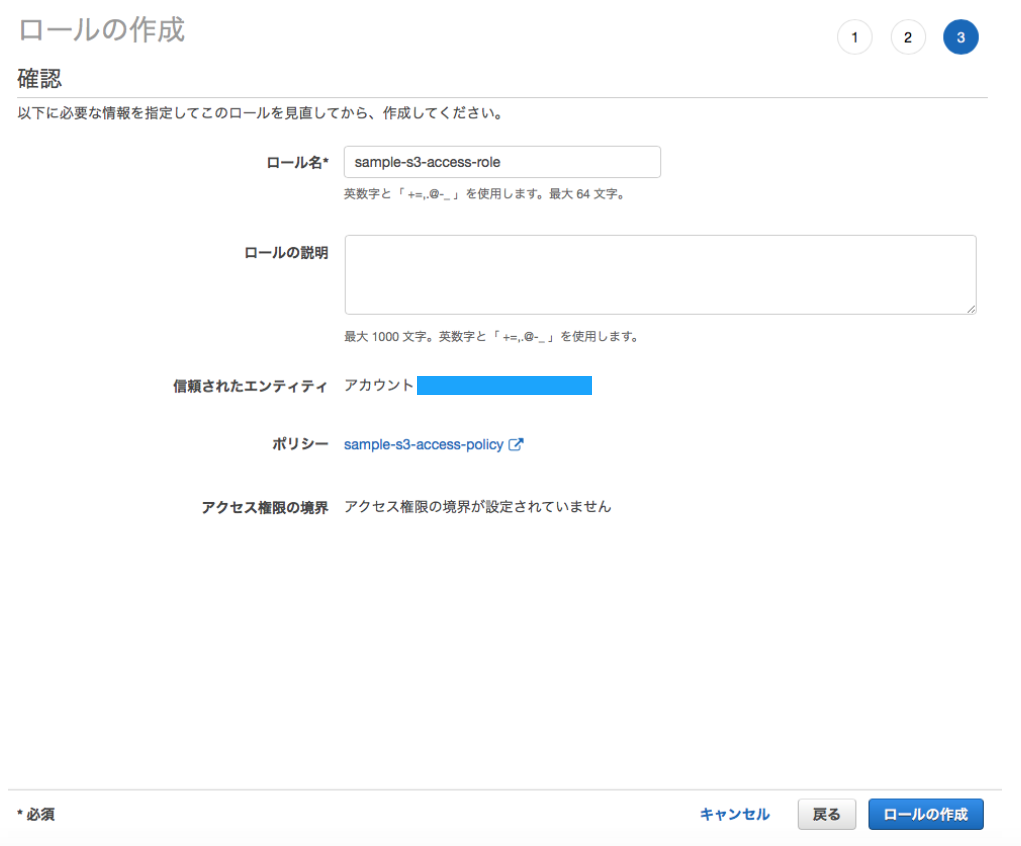 ロールの作成
1 2 3
確認
以下に必要な情報を指定してこのロールを見直してから、作成してください。
ロール名* sample-s3-access-role
英数字と「 +=,.@-_ 」を使用します。最大 64 文字。
ロールの説明
最大 1000 文字。英数字と「 +=,.@-_ 」を使用します。
信頼されたエンティティ アカウント
ポリシー sample-s3-access-policy
アクセス権限の境界 アクセス権限の境界が設定されていません
* 必須 キャンセル 戻る ロールの作成